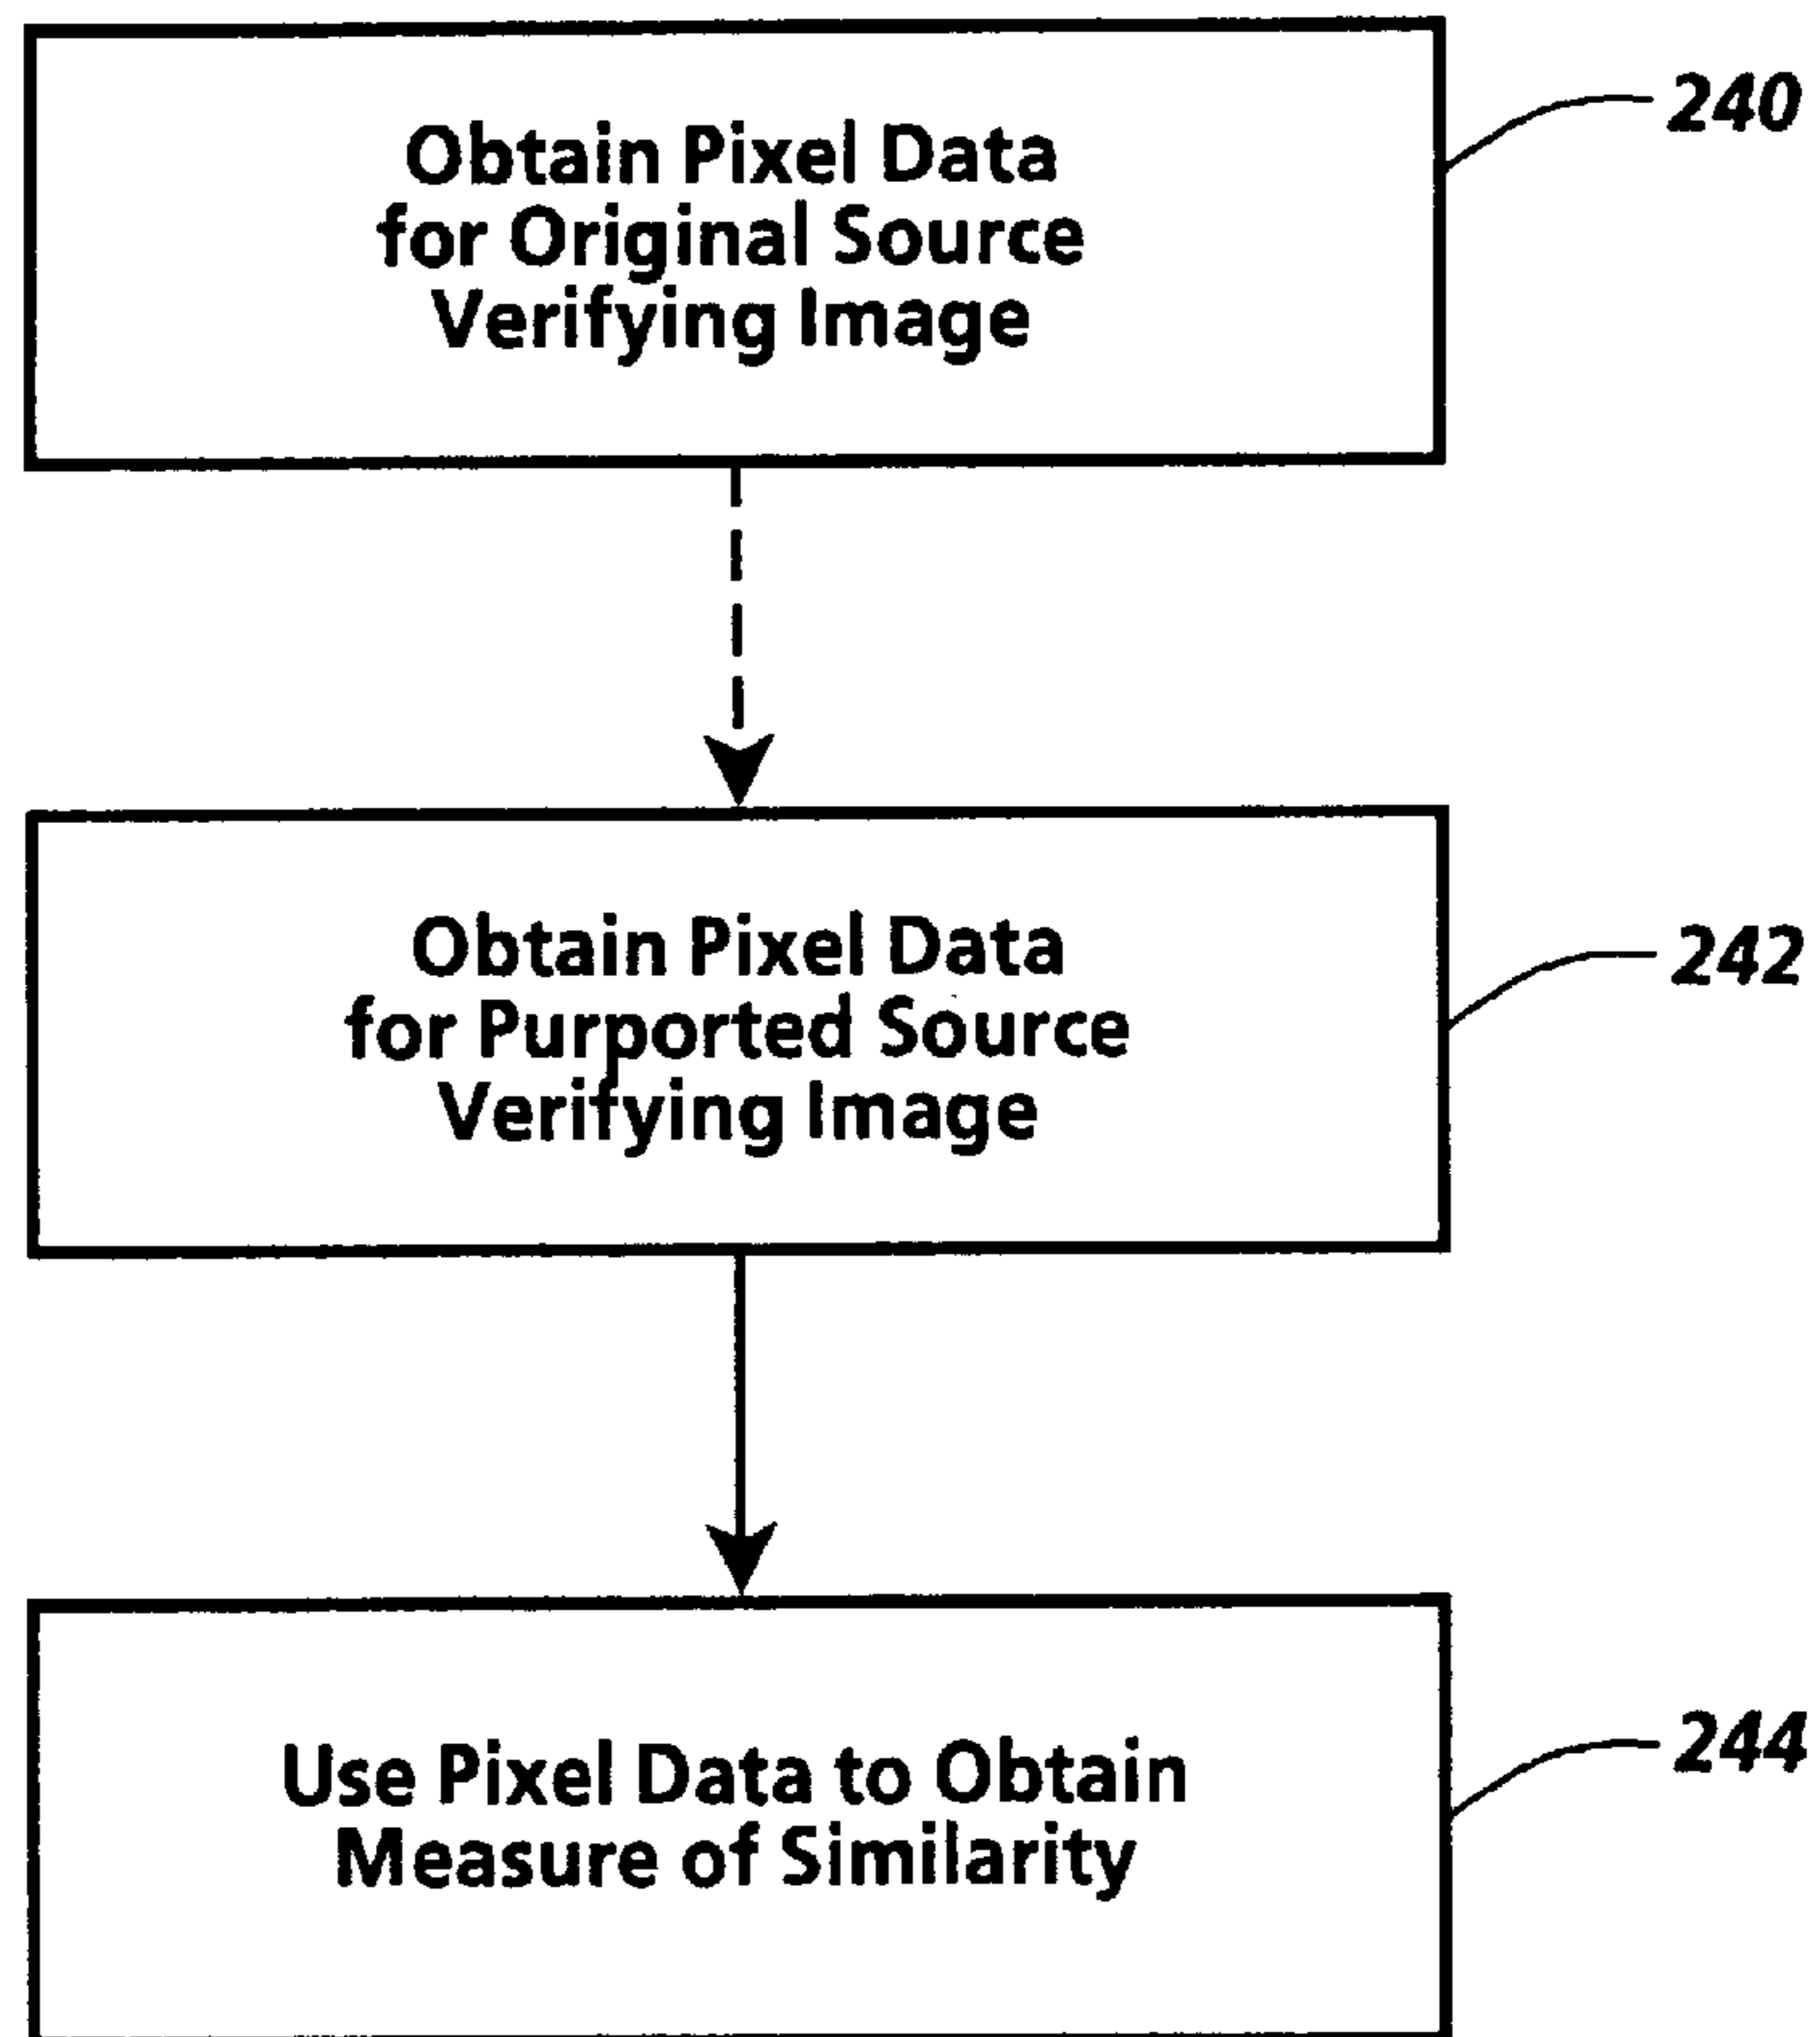 Obtain Pixel Data
for Original Source
Verifying Image
240
Obtain Pixel Data
for Purported Source
Verifying Image
242
Use Pixel Data to Obtain
Measure of Similarity
244